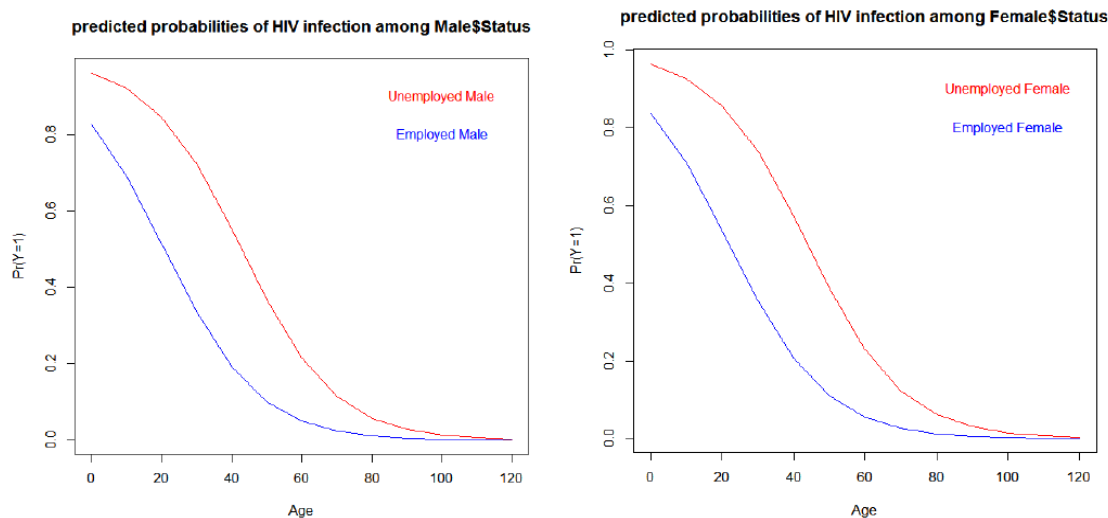 predicted probabilities of HIV infection among Male$Status
Unemployed Male
Employed Male
Pr(Y=1)
0.8
0.6
0.4
0.2
0.0
0 20 40 60 80 100 120
Age
predicted probabilities of HIV infection among Female$Status
Unemployed Female
Employed Female
Pr(Y=1)
1.0
0.8
0.6
0.4
0.2
0.0
0 20 40 60 80 100 120
Age